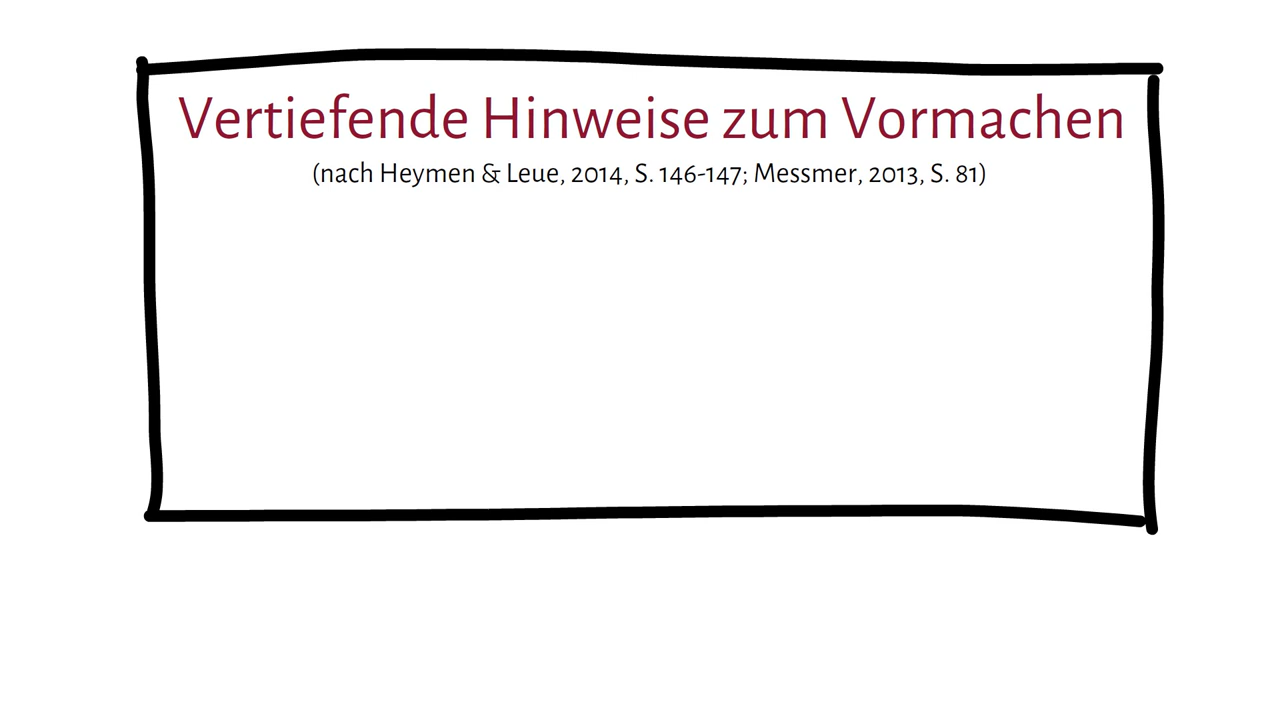 Vertiefende Hinweise zum Vormachen
(nach Heymen & Leue, 2014, S. 146-147; Messmer, 2013, S. 81)